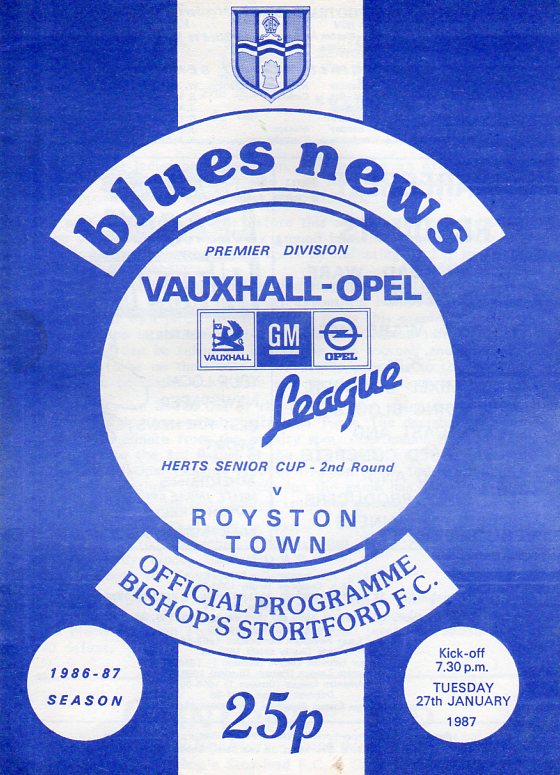 blues news
PREMIER DIVISION
VAUXHALL-OPEL
VAUXHALL
GM
OPEL
League
HERTS SENIOR CUP - 2nd Round
v
ROYSTON
TOWN
OFFICIAL PROGRAMME
BISHOP'S STORTFORD F.C.
1986-87
SEASON
25p
Kick-off
7.30 p.m.
TUESDAY
27th JANUARY
1987